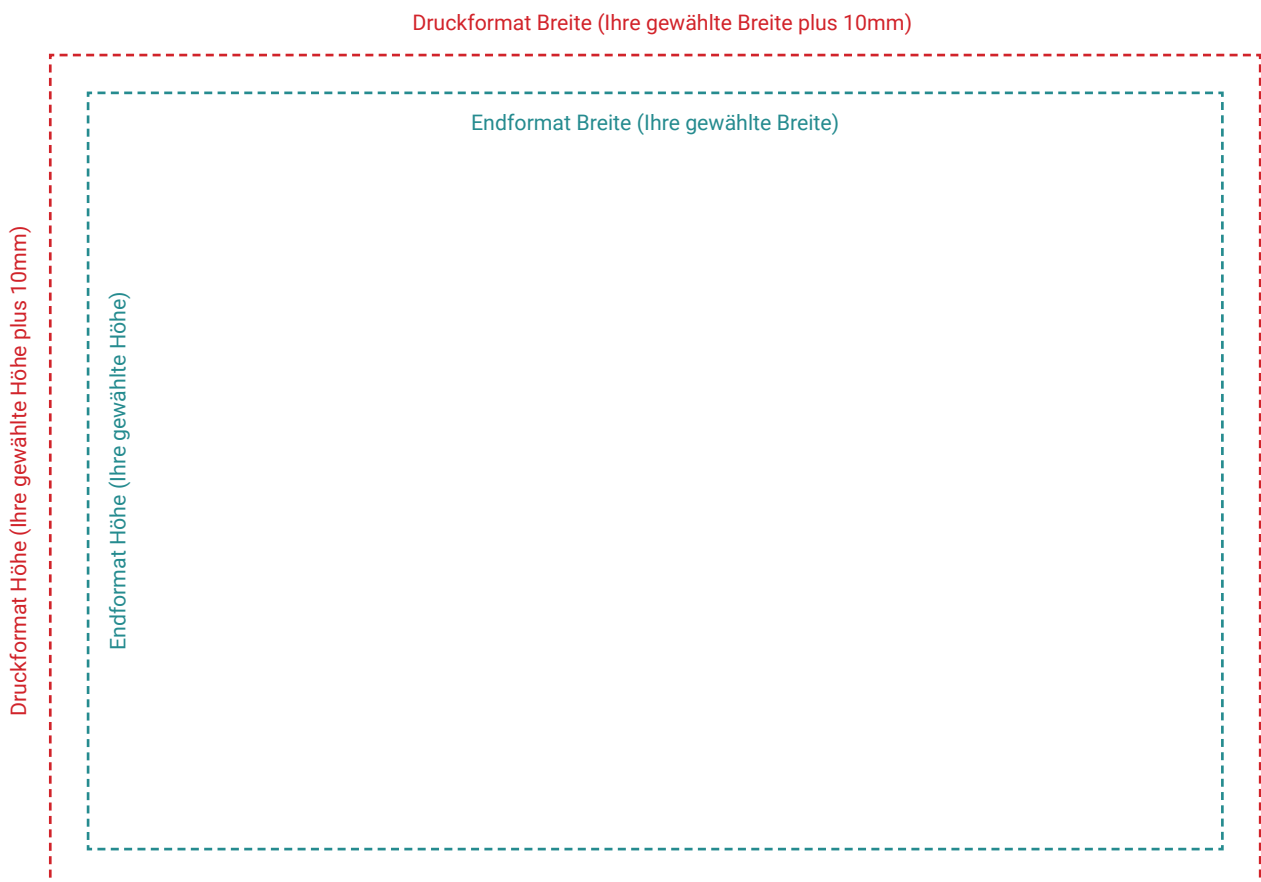 Druckformat Breite (Ihre gewählte Breite plus 10mm)
Endformat Breite (Ihre gewählte Breite)
Druckformat Höhe (Ihre gewählte Höhe plus 10mm)
Endformat Höhe (Ihre gewählte Höhe)